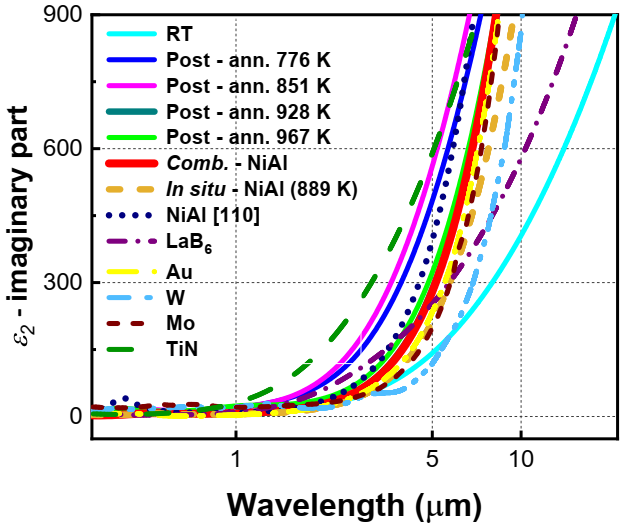 900
600
300
0
ε2 - imaginary part
RT
Post - ann. 776 K
Post - ann. 851 K
Post - ann. 928 K
Post - ann. 967 K
Comb. - NiAl
In situ - NiAl (889 K)
NiAl [110]
LaB6
Au
W
Mo
TiN
1
5
10
Wavelength (μm)